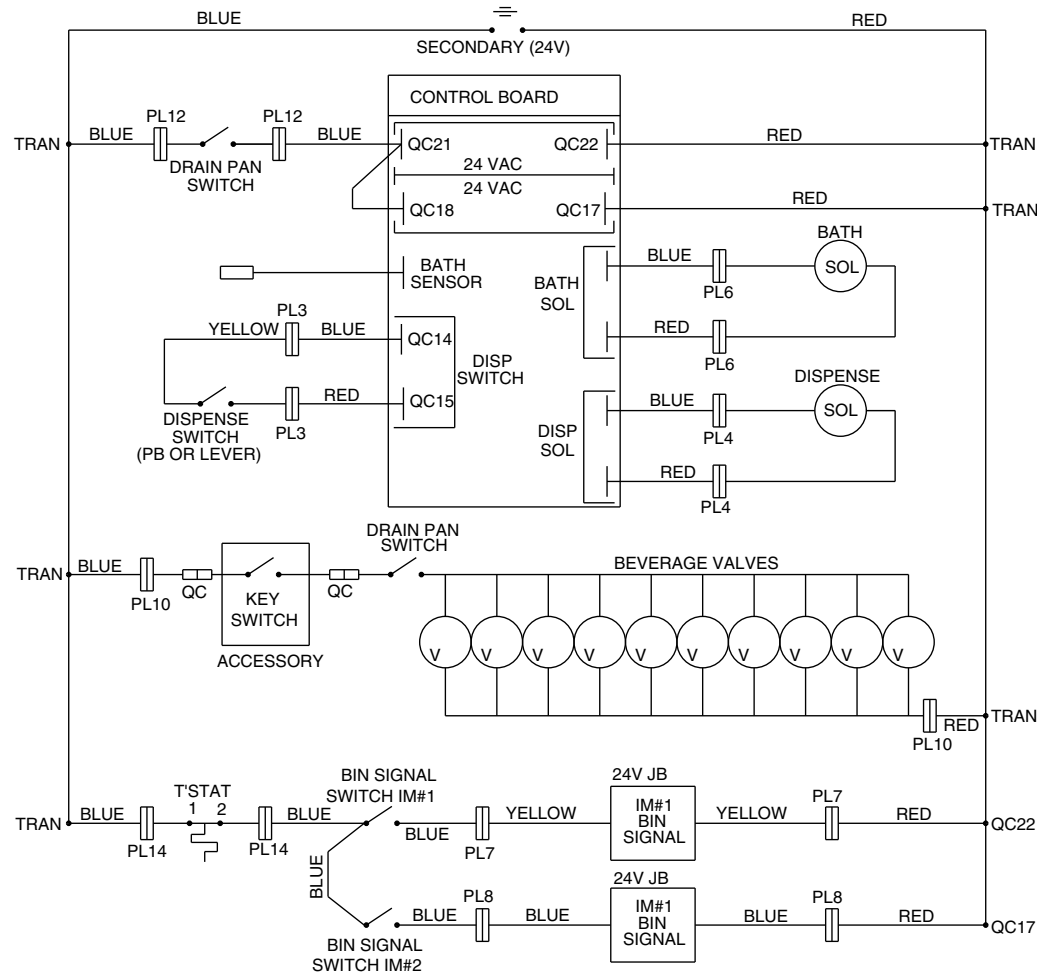 BLUE
RED
SECONDARY (24V)
CONTROL BOARD
PL12
PL12
TRAN
BLUE
BLUE
QC21
QC22
RED
TRAN
DRAIN PAN
SWITCH
24 VAC
24 VAC
QC18
QC17
RED
TRAN
BATH
SENSOR
BATH
SOL
BLUE
PL6
BATH
SOL
RED
PL6
PL3
YELLOW
BLUE
QC14
DISP
SWITCH
RED
QC15
PL3
DISPENSE
SWITCH
(PB OR LEVER)
DISP
SOL
BLUE
PL4
DISPENSE
SOL
RED
PL4
TRAN
BLUE
PL10
QC
KEY
SWITCH
ACCESSORY
QC
DRAIN PAN
SWITCH
BEVERAGE VALVES
V V V V V V V V V V
PL10
RED
TRAN
TRAN
BLUE
PL14
T'STAT
1 2
PL14
BLUE
BIN SIGNAL
SWITCH IM#1
BLUE
PL7
YELLOW
24V JB
IM#1
BIN
SIGNAL
YELLOW
PL7
RED
QC22
BLUE
BIN SIGNAL
SWITCH IM#2
BLUE
PL8
BLUE
24V JB
IM#1
BIN
SIGNAL
BLUE
PL8
RED
QC17